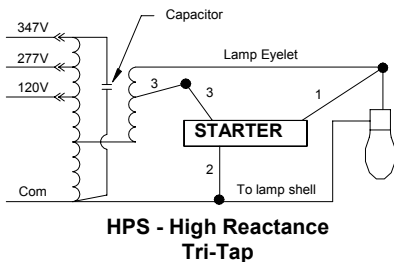 Capacitor
347V
277V
120V
Lamp Eyelet
3
3
1
STARTER
2
Com
To lamp shell
HPS - High Reactance
Tri-Tap